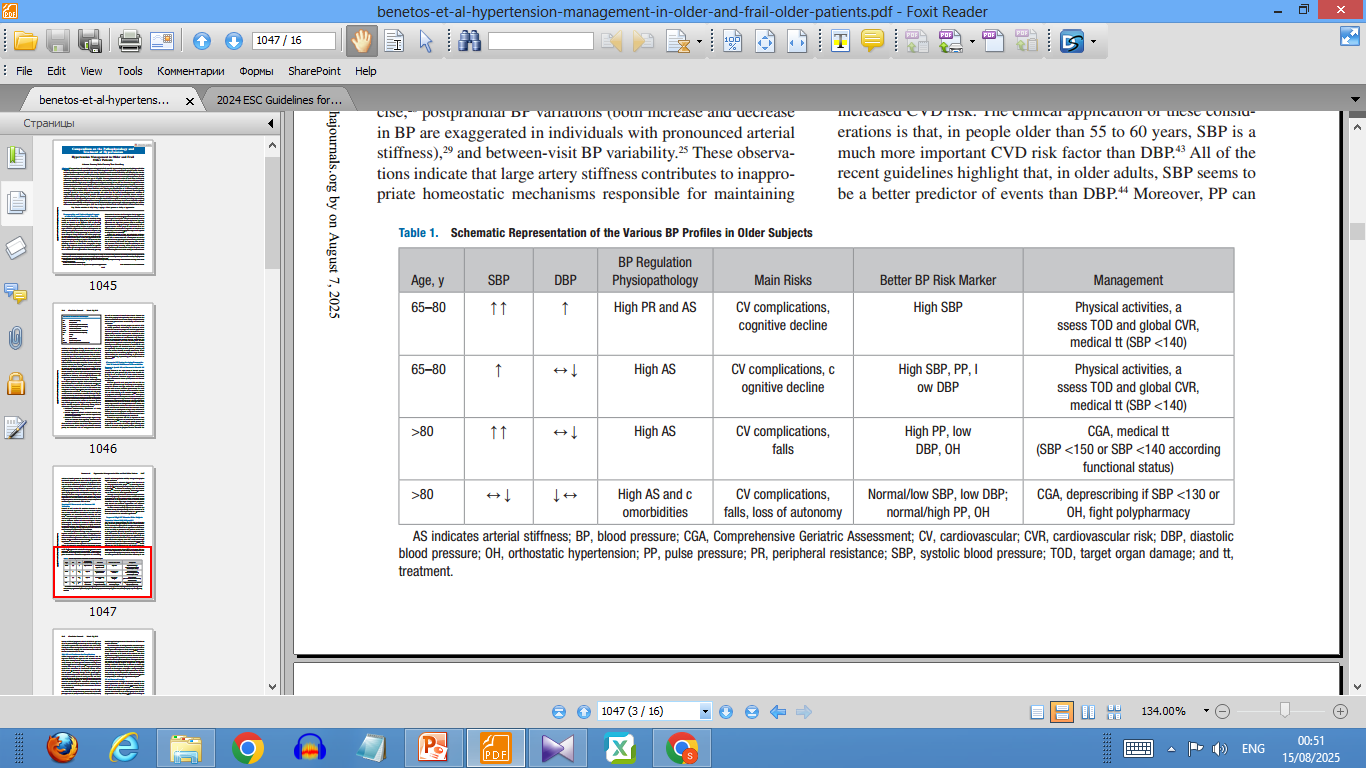 benetos-et-al-hypertension-management-in-older-and-frail-older-patients.pdf - Foxit Reader
1047 / 16
File Edit View Tools Комментарии Формы SharePoint Help
benetos-et-al-hypertens... 2024 ESC Guidelines for...
Страницы
1045
1046
1047
hajournals.org by on August 7, 2025
cise, postprandial BP variations (both increase and decrease
in BP are exaggerated in individuals with pronounced arterial
stiffness),29 and between-visit BP variability.25 These observa-
tions indicate that large artery stiffness contributes to inappro-
priate homeostatic mechanisms responsible for maintaining
increased CVD risk. The clinical application of these consid-
erations is that, in people older than 55 to 60 years, SBP is a
much more important CVD risk factor than DBP.43 All of the
recent guidelines highlight that, in older adults, SBP seems to
be a better predictor of events than DBP.44 Moreover, PP can
Table 1. Schematic Representation of the Various BP Profiles in Older Subjects
Age, y SBP DBP BP Regulation Physiopathology Main Risks Better BP Risk Marker Management
65–80 ↑↑ ↑ High PR and AS CV complications, cognitive decline High SBP Physical activities, a ssess TOD and global CVR, medical tt (SBP <140)
65–80 ↑ ↔↓ High AS CV complications, c ognitive decline High SBP, PP, l ow DBP Physical activities, a ssess TOD and global CVR, medical tt (SBP <140)
>80 ↑↑ ↔↓ High AS CV complications, falls High PP, low DBP, OH CGA, medical tt (SBP <150 or SBP <140 according functional status)
>80 ↔↓ ↓↔ High AS and c omorbidities CV complications, falls, loss of autonomy Normal/low SBP, low DBP; normal/high PP, OH CGA, deprescribing if SBP <130 or OH, fight polypharmacy
AS indicates arterial stiffness; BP, blood pressure; CGA, Comprehensive Geriatric Assessment; CV, cardiovascular; CVR, cardiovascular risk; DBP, diastolic
blood pressure; OH, orthostatic hypertension; PP, pulse pressure; PR, peripheral resistance; SBP, systolic blood pressure; TOD, target organ damage; and tt,
treatment.
1047 (3 / 16)
134.00%
ENG
00:51
15/08/2025